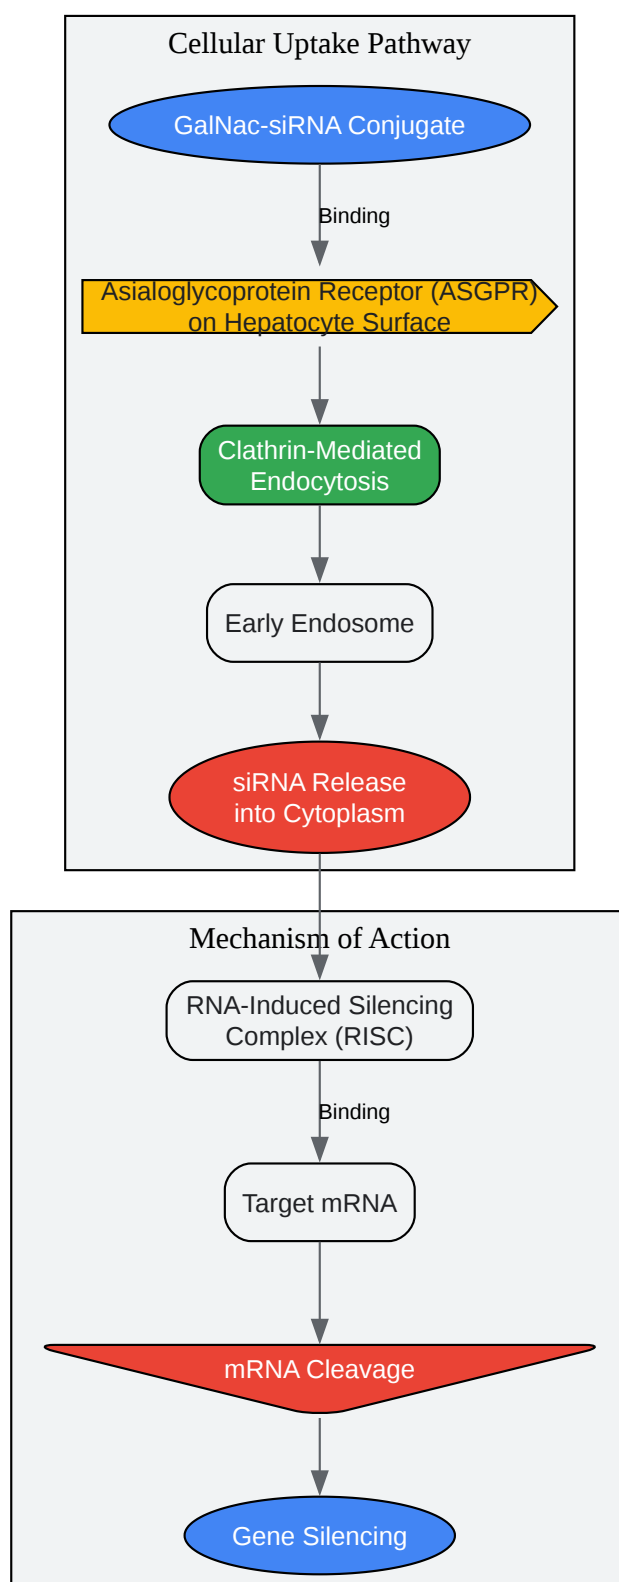 Cellular Uptake Pathway
GalNac-siRNA Conjugate
Binding
Asialoglycoprotein Receptor (ASGPR)
on Hepatocyte Surface
Clathrin-Mediated
Endocytosis
Early Endosome
siRNA Release
into Cytoplasm
Mechanism of Action
RNA-Induced Silencing
Complex (RISC)
Binding
Target mRNA
mRNA Cleavage
Gene Silencing